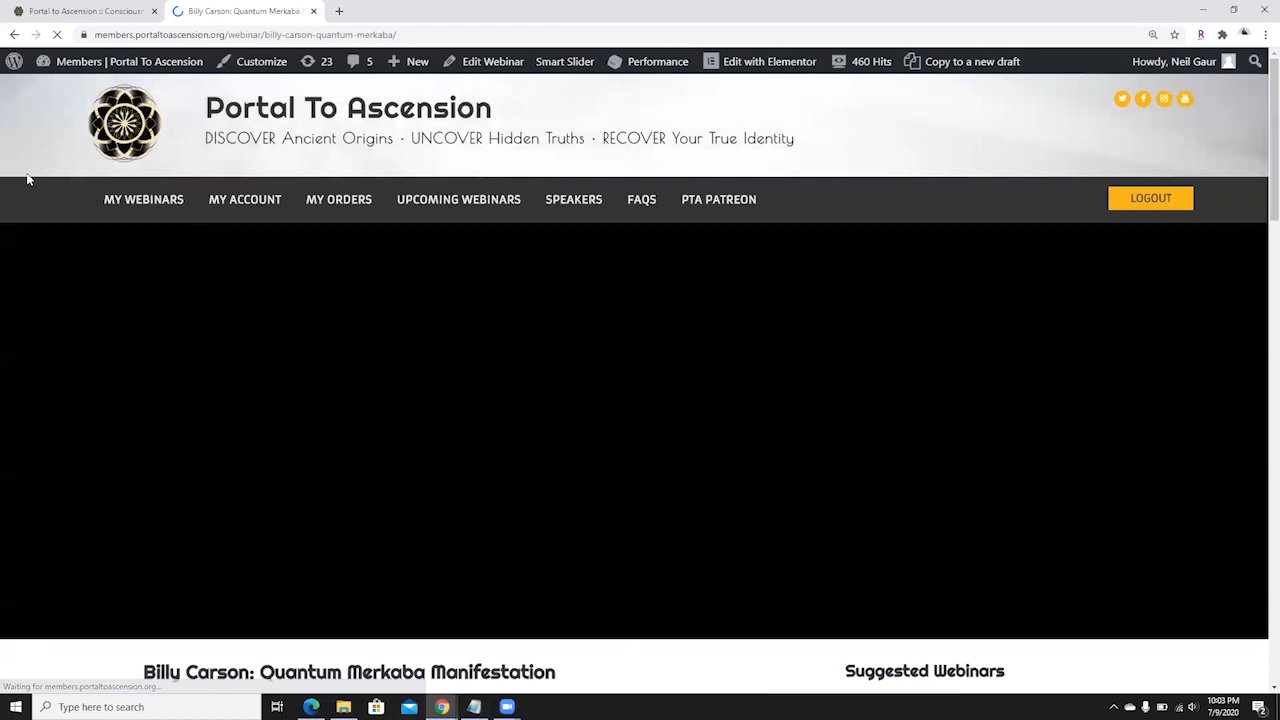 Portal to Ascension :: Consciousn
Billy Carson: Quantum Merkaba
members.portaltoascension.org/webinar/billy-carson-quantum-merkaba/
R
Members | Portal To Ascension
Customize
23
5
New
Edit Webinar
Smart Slider
Performance
Edit with Elementor
460 Hits
Copy to a new draft
Howdy, Neil Gaur
Portal To Ascension
DISCOVER Ancient Origins · UNCOVER Hidden Truths · RECOVER Your True Identity
MY WEBINARS
MY ACCOUNT
MY ORDERS
UPCOMING WEBINARS
SPEAKERS
FAQS
PTA PATREON
LOGOUT
Billy Carson: Quantum Merkaba Manifestation
Suggested Webinars
Waiting for members.portaltoascension.org...
Type here to search
10:03 PM
7/9/2020
2